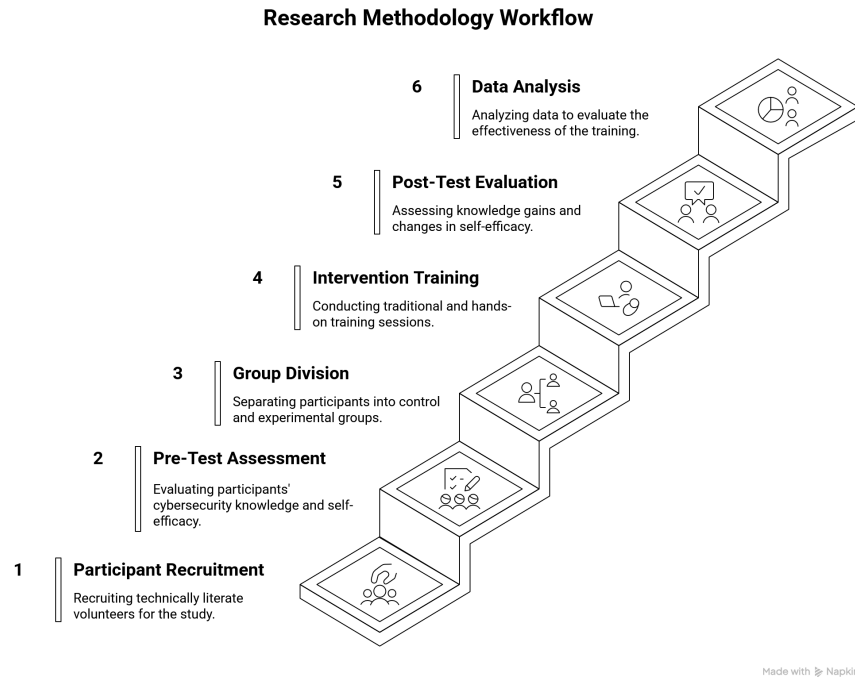 Research Methodology Workflow
6
Data Analysis
Analyzing data to evaluate the
effectiveness of the training.
5
Post-Test Evaluation
Assessing knowledge gains and
changes in self-efficacy.
4
Intervention Training
Conducting traditional and hands-
on training sessions.
3
Group Division
Separating participants into control
and experimental groups.
2
Pre-Test Assessment
Evaluating participants'
cybersecurity knowledge and self-
efficacy.
1
Participant Recruitment
Recruiting technically literate
volunteers for the study.
Made with Napkin